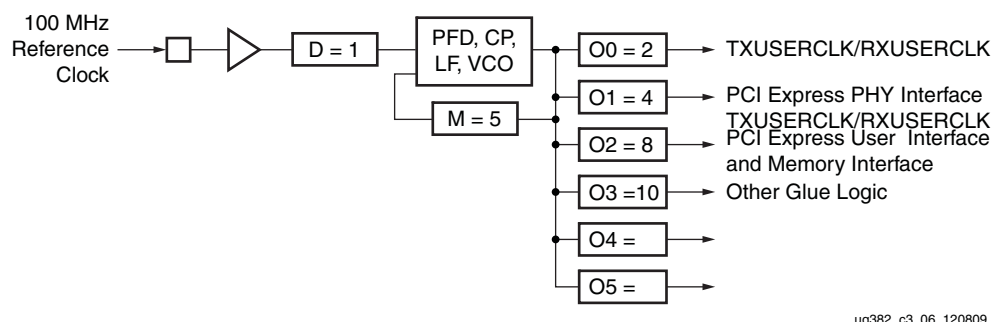 100 MHz
Reference
Clock
D = 1
PFD, CP,
LF, VCO
M = 5
O0 = 2
TXUSERCLK/RXUSERCLK
O1 = 4
PCI Express PHY Interface
TXUSERCLK/RXUSERCLK
O2 = 8
PCI Express User Interface
and Memory Interface
O3 =10
Other Glue Logic
O4 =
O5 =
ug382_c3_06_120809